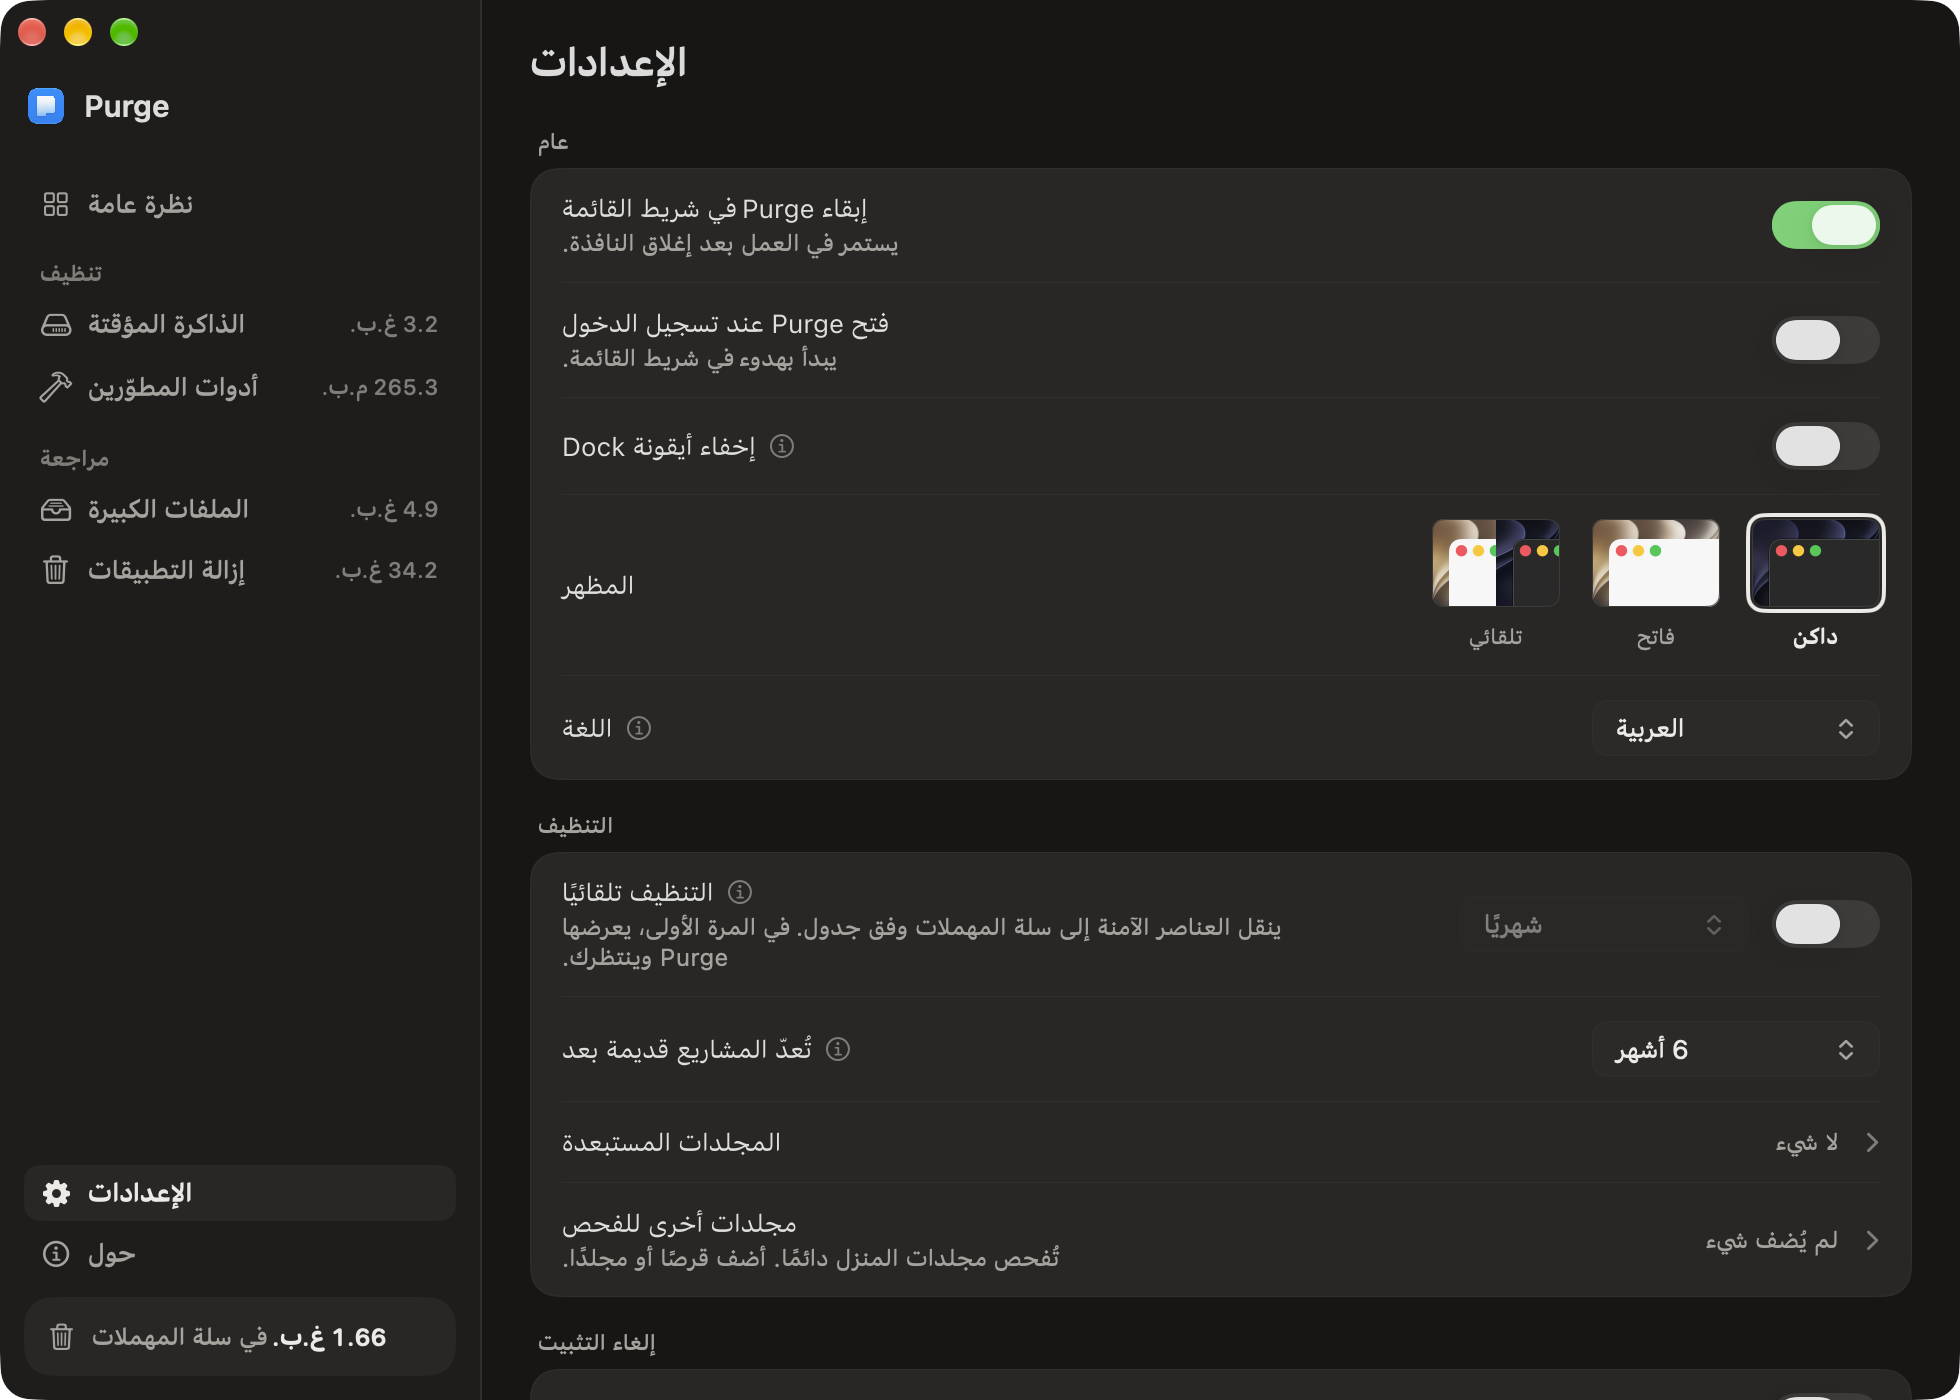 Purge
نظرة عامة
تنظيف
الذاكرة المؤقتة 3.2 غ.ب.
أدوات المطوّرين 265.3 م.ب.
مراجعة
الملفات الكبيرة 4.9 غ.ب.
إزالة التطبيقات 34.2 غ.ب.
الإعدادات
حول
1.66 غ.ب. في سلة المهملات
الإعدادات
عام
إبقاء Purge في شريط القائمة
يستمر في العمل بعد إغلاق النافذة.
فتح Purge عند تسجيل الدخول
يبدأ بهدوء في شريط القائمة.
إخفاء أيقونة Dock
المظهر
تلقائي
فاتح
داكن
اللغة
العربية
التنظيف
التنظيف تلقائيًا
ينقل العناصر الآمنة إلى سلة المهملات وفق جدول. في المرة الأولى، يعرضها
Purge وينتظرك.
شهريًا
تُعدّ المشاريع قديمة بعد
6 أشهر
المجلدات المستبعدة
لا شيء
مجلدات أخرى للفحص
تُفحص مجلدات المنزل دائمًا. أضف قرصًا أو مجلدًا.
لم يُضف شيء
إلغاء التثبيت